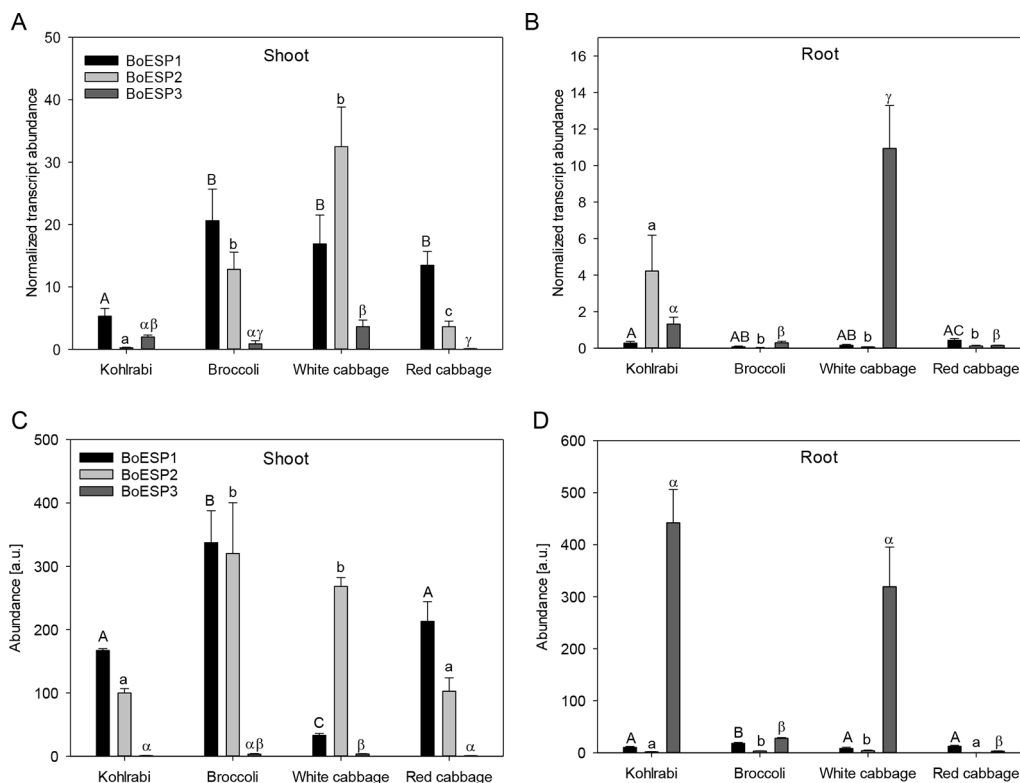 A
Shoot
BoESP1
BoESP2
BoESP3
Normalized transcript abundance
50
40
30
20
10
0
A a αβ
B b αγ
B b β
B c γ
Kohlrabi Broccoli White cabbage Red cabbage
B
Root
Normalized transcript abundance
16
14
12
10
8
6
4
2
0
A a α
AB b β
AB b γ
AC b β
Kohlrabi Broccoli White cabbage Red cabbage
C
Shoot
BoESP1
BoESP2
BoESP3
Abundance [a.u.]
500
400
300
200
100
0
A a α
B b αβ
C b β
A a α
Kohlrabi Broccoli White cabbage Red cabbage
D
Root
Abundance [a.u.]
600
500
400
300
200
100
0
A a α
B b β
A b α
A a β
Kohlrabi Broccoli White cabbage Red cabbage